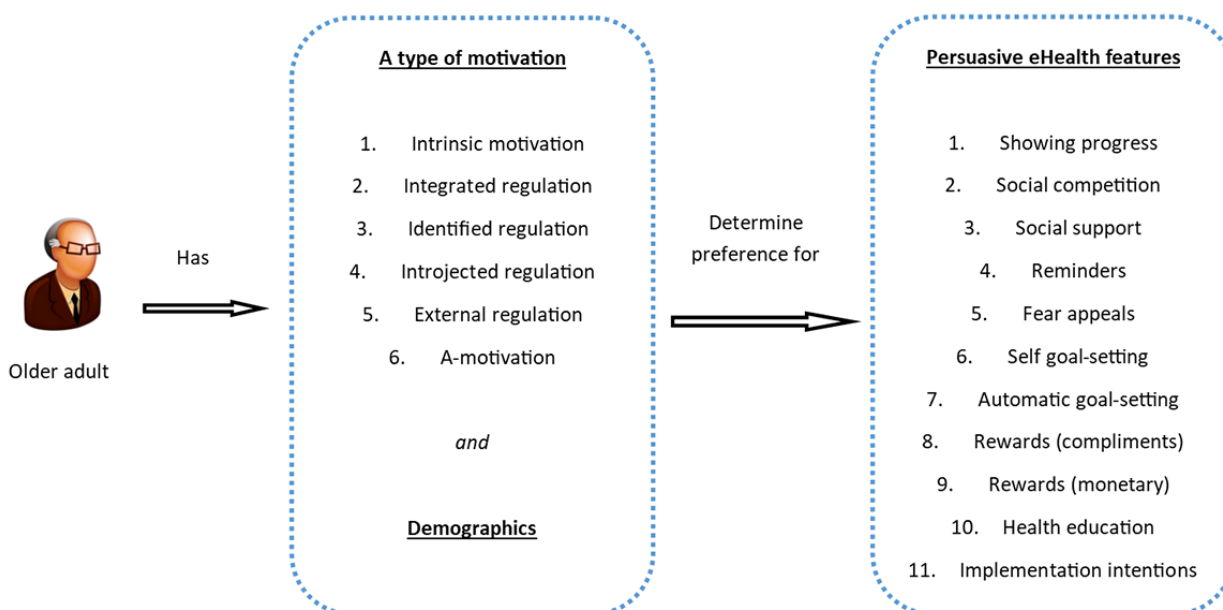 Older adult
Has
A type of motivation
1. Intrinsic motivation
2. Integrated regulation
3. Identified regulation
4. Introjected regulation
5. External regulation
6. A-motivation
and
Demographics
Determine
preference for
Persuasive eHealth features
1. Showing progress
2. Social competition
3. Social support
4. Reminders
5. Fear appeals
6. Self goal-setting
7. Automatic goal-setting
8. Rewards (compliments)
9. Rewards (monetary)
10. Health education
11. Implementation intentions